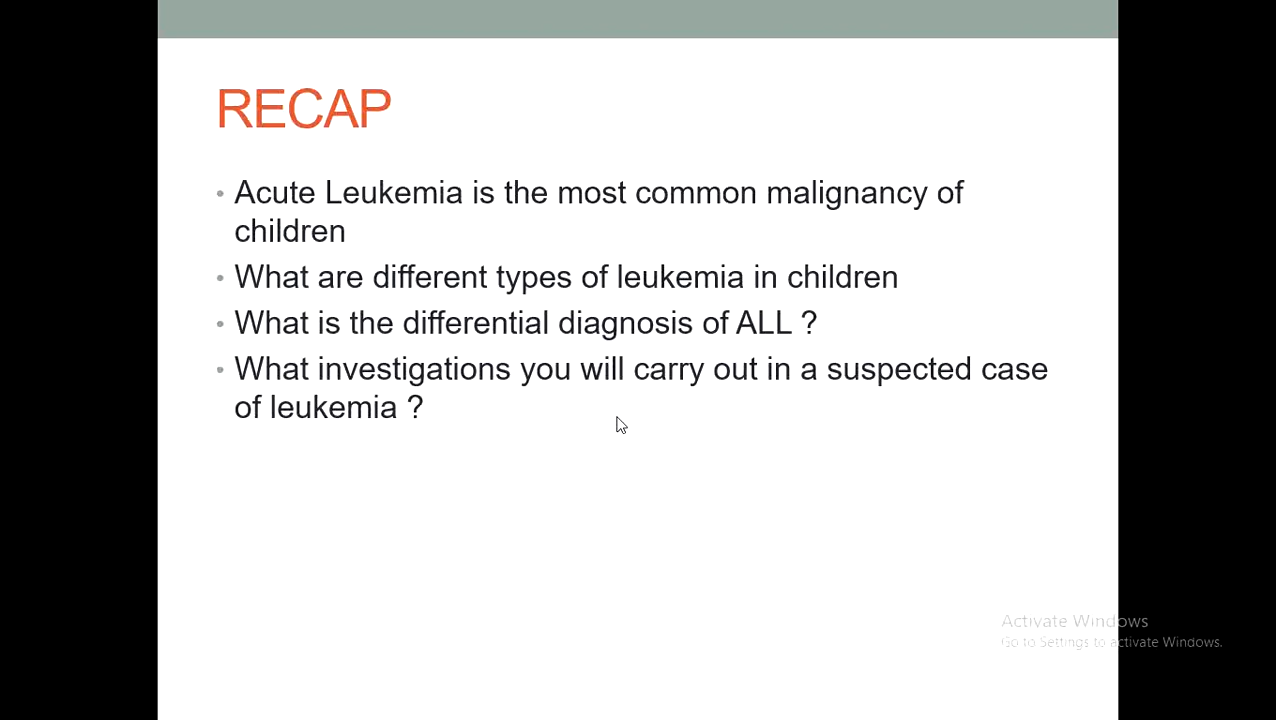 RECAP
• Acute Leukemia is the most common malignancy of
children
• What are different types of leukemia in children
• What is the differential diagnosis of ALL ?
• What investigations you will carry out in a suspected case
of leukemia ?
Activate Windows
Go to Settings to activate Windows.